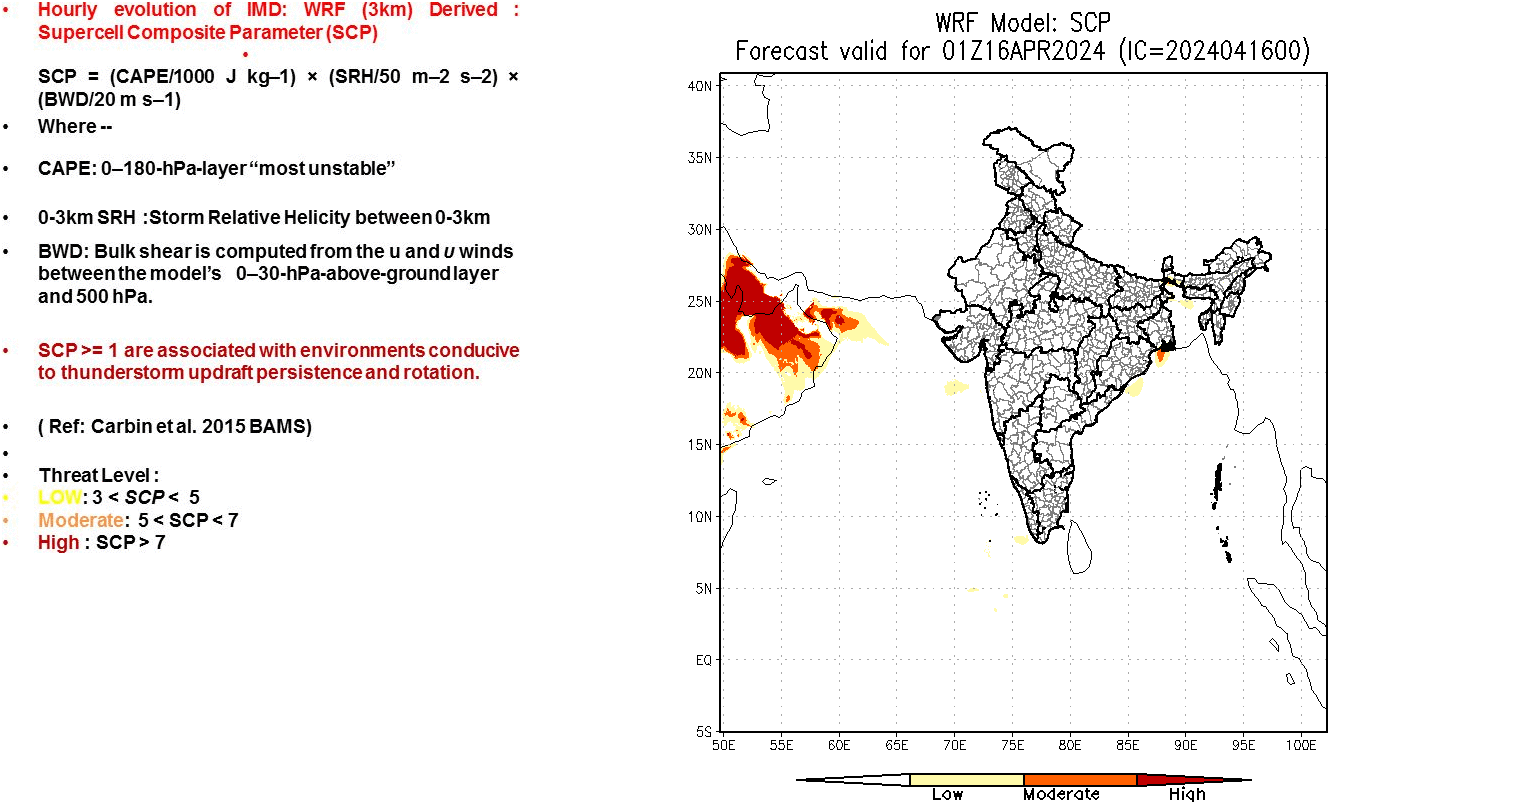 Hourly evolution of IMD: WRF (3km) Derived :
Supercell Composite Parameter (SCP)
SCP = (CAPE/1000 J kg–1) × (SRH/50 m–2 s–2) ×
(BWD/20 m s–1)
Where --
CAPE: 0–180-hPa-layer “most unstable”
0-3km SRH :Storm Relative Helicity between 0-3km
BWD: Bulk shear is computed from the u and υ winds
between the model’s 0–30-hPa-above-ground layer
and 500 hPa.
SCP >= 1 are associated with environments conducive
to thunderstorm updraft persistence and rotation.
( Ref: Carbin et al. 2015 BAMS)
Threat Level :
LOW: 3 < SCP < 5
Moderate: 5 < SCP < 7
High : SCP > 7
WRF Model: SCP
Forecast valid for 01Z16APR2024 (IC=2024041600)
40N
35N
30N
25N
20N
15N
10N
5N
EQ
5S
50E 55E 60E 65E 70E 75E 80E 85E 90E 95E 100E
Low Moderate High